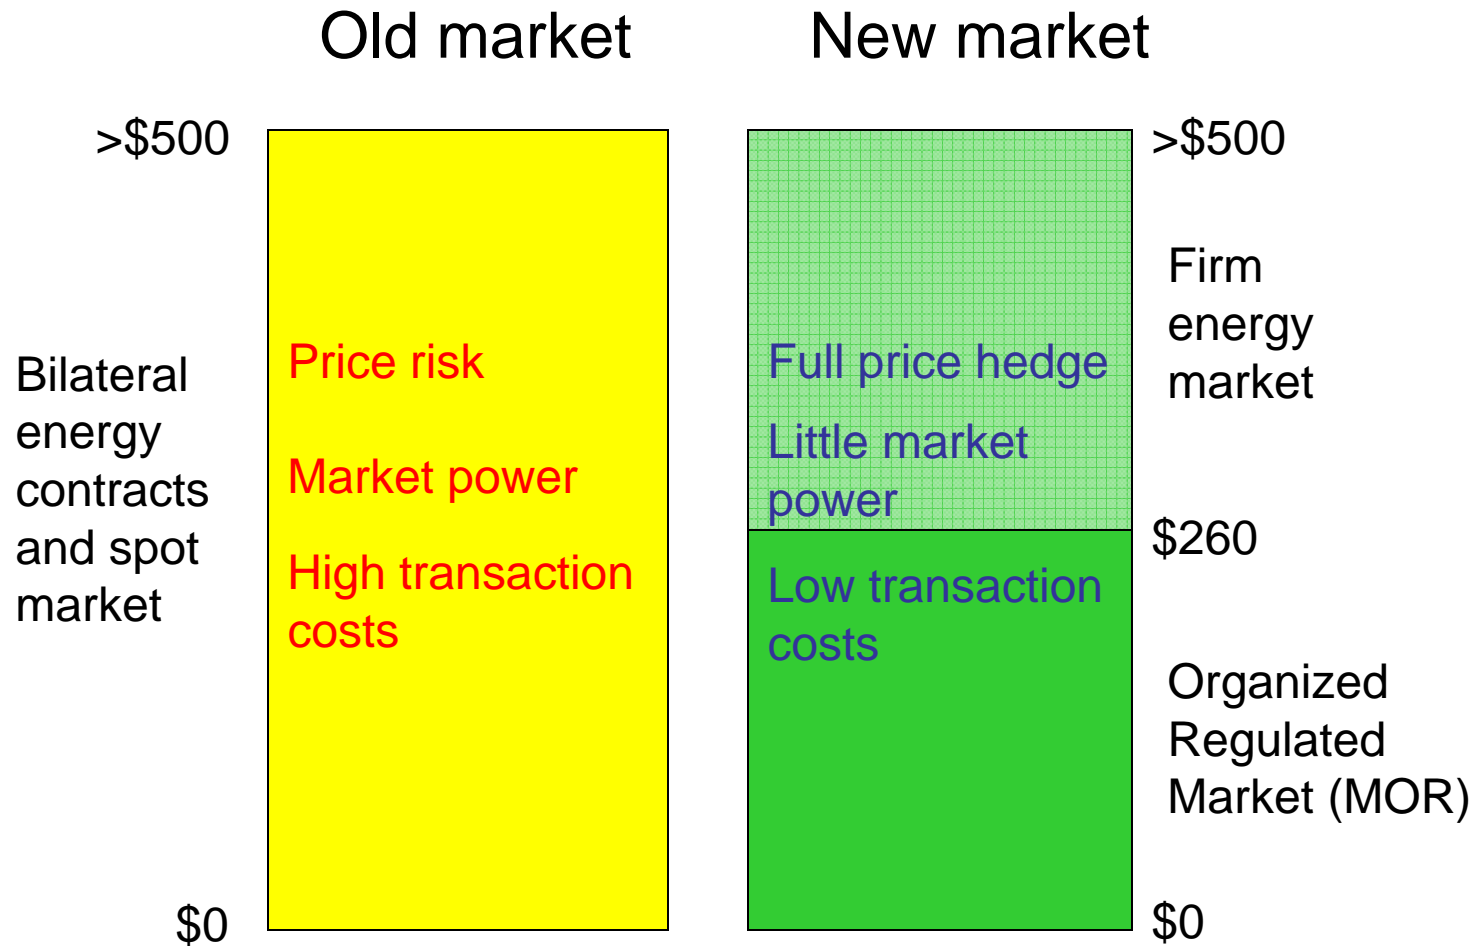 Old market
New market
>$500
Bilateral
energy
contracts
and spot
market
$0
Price risk
Market power
High transaction
costs
Full price hedge
Little market
power
Low transaction
costs
>$500
Firm
energy
market
$260
Organized
Regulated
Market (MOR)
$0